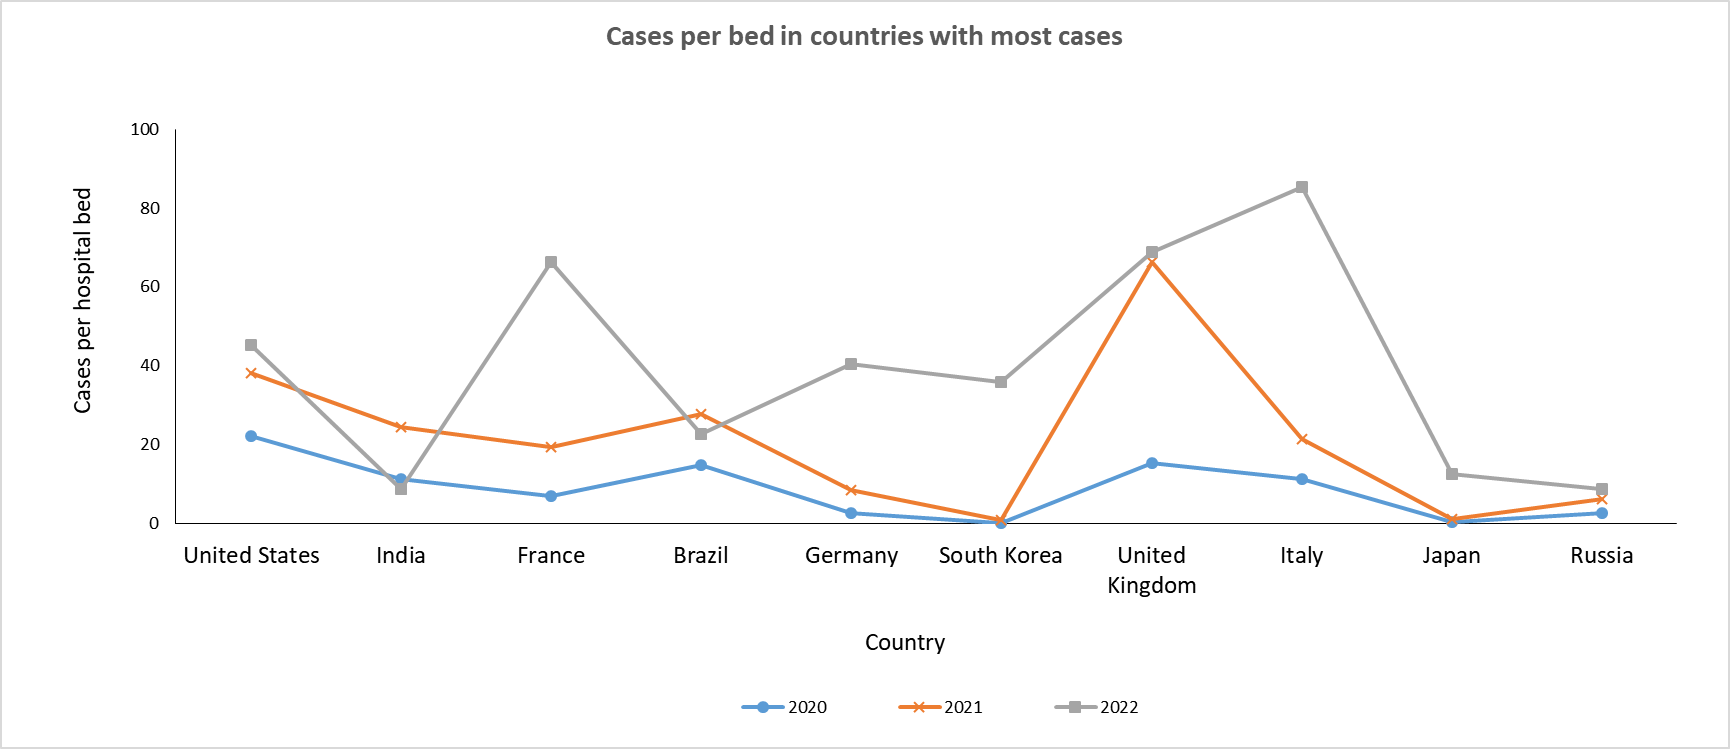 Cases per bed in countries with most cases
Cases per hospital bed
100
80
60
40
20
0
United States India France Brazil Germany South Korea United Italy Japan Russia
Kingdom
Country
2020 2021 2022